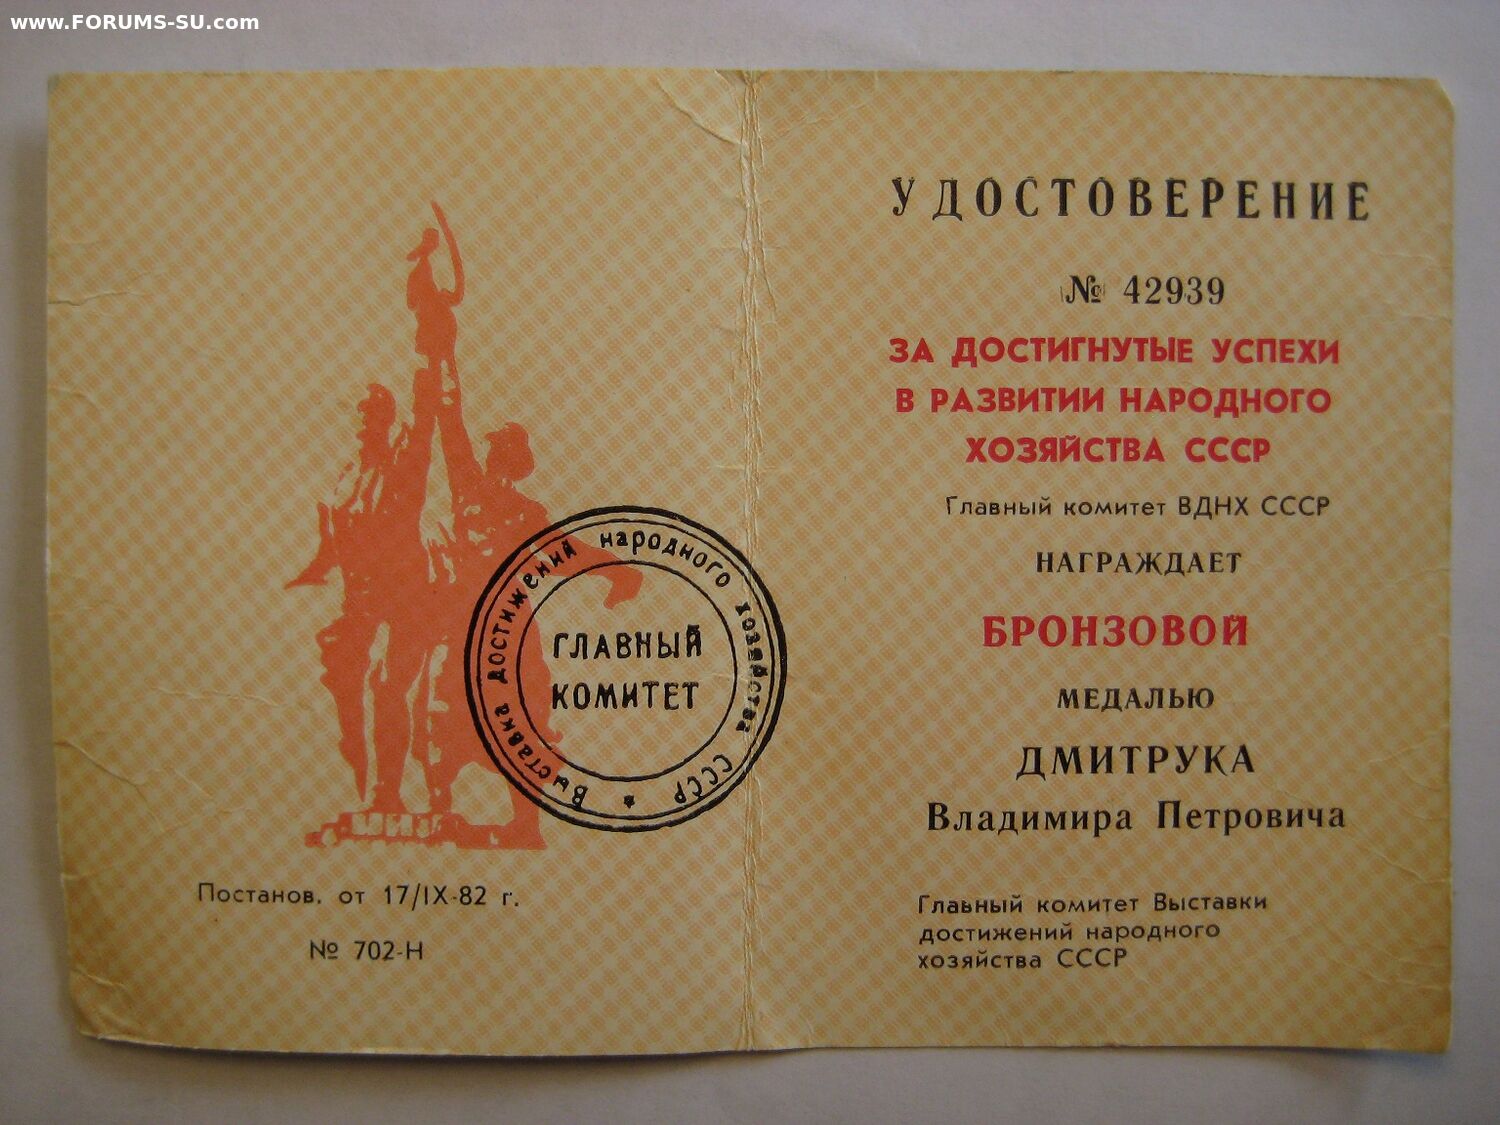 www.FORUMS-SU.com
Выставка достижений народного хозяйства СССР
ГЛАВНЫЙ
КОМИТЕТ
Постанов. от 17/IX-82 г.
№ 702-Н
УДОСТОВЕРЕНИЕ
№ 42939
ЗА ДОСТИГНУТЫЕ УСПЕХИ
В РАЗВИТИИ НАРОДНОГО
ХОЗЯЙСТВА СССР
Главный комитет ВДНХ СССР
НАГРАЖДАЕТ
БРОНЗОВОЙ
МЕДАЛЬЮ
ДМИТРУКА
Владимира Петровича
Главный комитет Выставки
достижений народного
хозяйства СССР